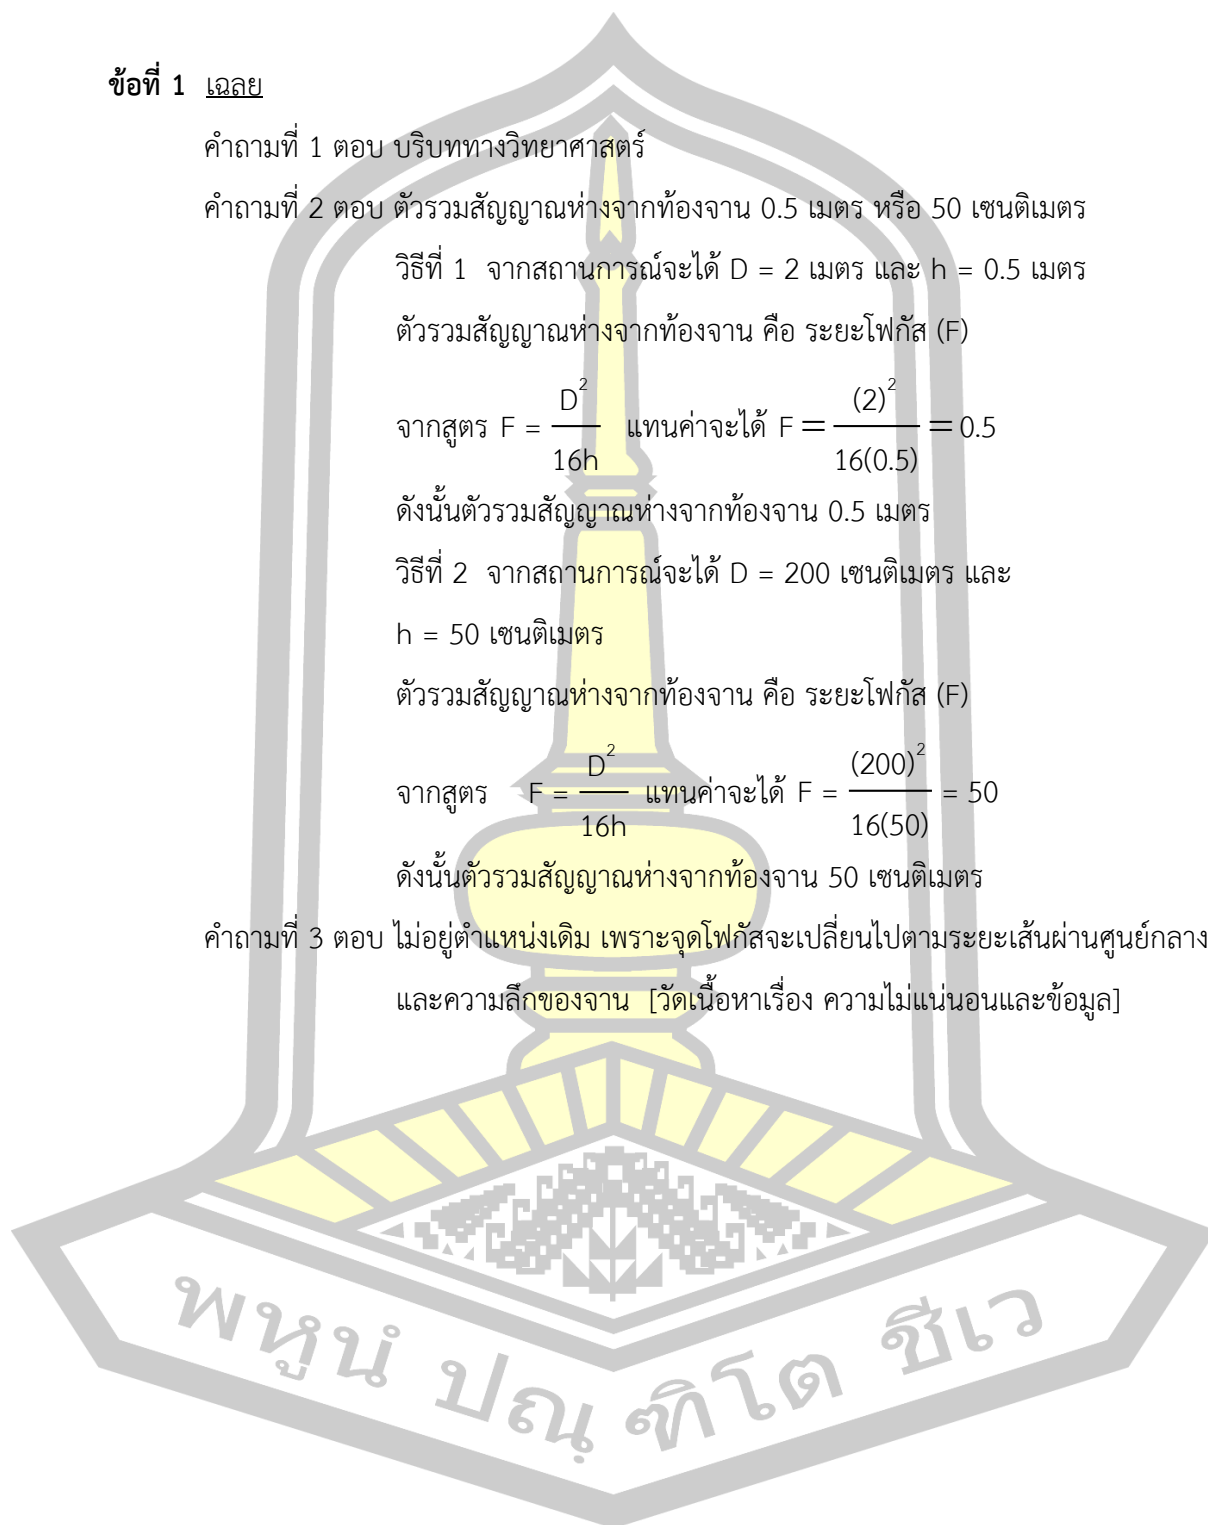 ข้อที่ 1 เฉลย
คำถามที่ 1 ตอบ บริบททางวิทยาศาสตร์
คำถามที่ 2 ตอบ ตัวรวมสัญญาณห่างจากท้องจาน 0.5 เมตร หรือ 50 เซนติเมตร
วิธีที่ 1 จากสถานการณ์จะได้ D = 2 เมตร และ h = 0.5 เมตร
ตัวรวมสัญญาณห่างจากท้องจาน คือ ระยะโฟกัส (F)
จากสูตร F = D²/16h แทนค่าจะได้ F = (2)²/16(0.5) = 0.5
ดังนั้นตัวรวมสัญญาณห่างจากท้องจาน 0.5 เมตร
วิธีที่ 2 จากสถานการณ์จะได้ D = 200 เซนติเมตร และ
h = 50 เซนติเมตร
ตัวรวมสัญญาณห่างจากท้องจาน คือ ระยะโฟกัส (F)
จากสูตร F = D²/16h แทนค่าจะได้ F = (200)²/16(50) = 50
ดังนั้นตัวรวมสัญญาณห่างจากท้องจาน 50 เซนติเมตร
คำถามที่ 3 ตอบ ไม่อยู่ตำแหน่งเดิม เพราะจุดโฟกัสจะเปลี่ยนไปตามระยะเส้นผ่านศูนย์กลาง
และความลึกของจาน [วัดเนื้อหาเรื่อง ความไม่แน่นอนและข้อมูล]
พหูนํ ปณฺฑิโต ชีเว